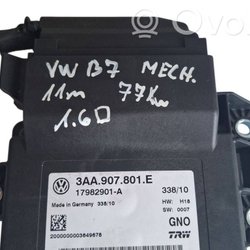 ovoko
VW B7 MECH.
11m 77kw
1.6D
3AA.907.801.E
17982901-A 338/10
Made in Germany 338/10
HW: H18
SW: 0007
GNO
TRW